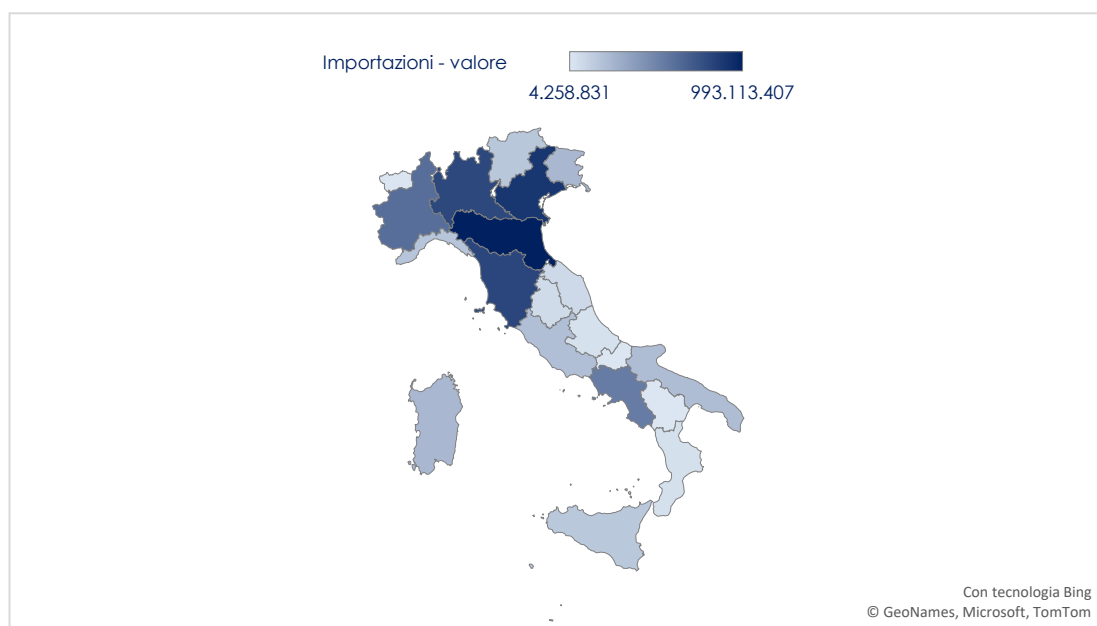 Importazioni - valore
4.258.831 993.113.407
Con tecnologia Bing
© GeoNames, Microsoft, TomTom